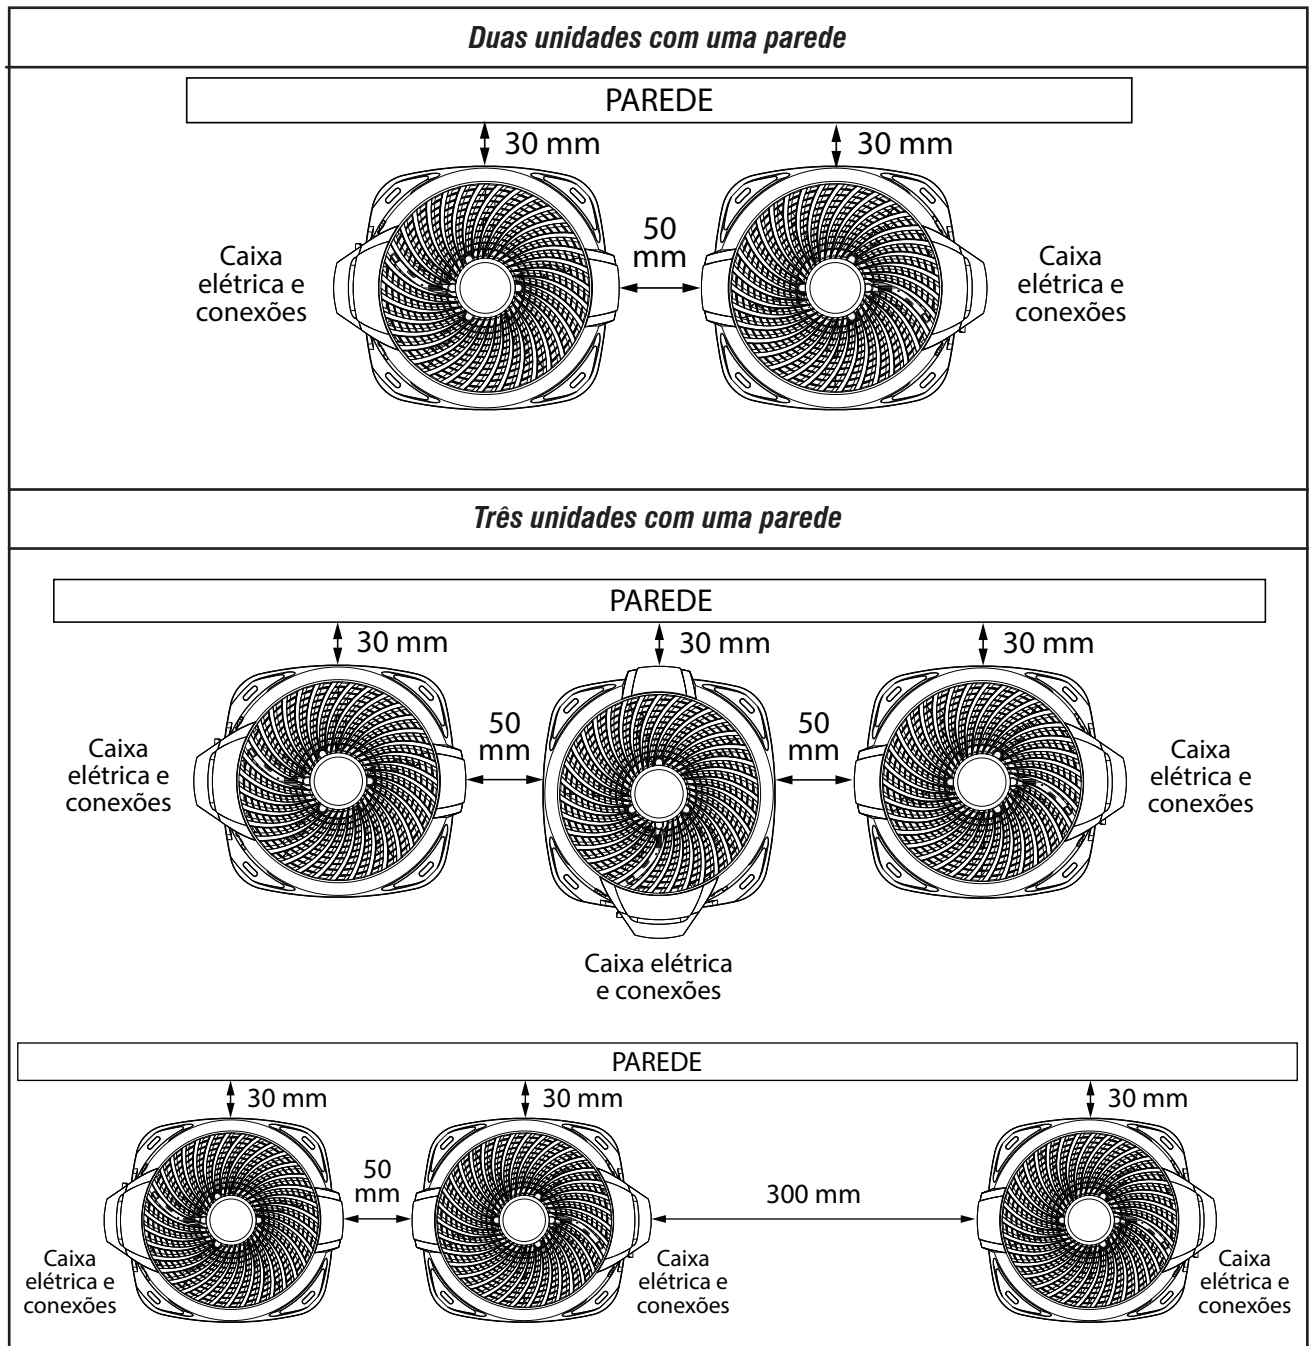 Duas unidades com uma parede
PAREDE
30 mm
30 mm
50
mm
Caixa
elétrica e
conexões
Caixa
elétrica e
conexões
Três unidades com uma parede
PAREDE
30 mm
30 mm
30 mm
50
mm
50
mm
Caixa
elétrica e
conexões
Caixa
elétrica e
conexões
Caixa elétrica
e conexões
PAREDE
30 mm
30 mm
30 mm
50
mm
300 mm
Caixa
elétrica e
conexões
Caixa
elétrica e
conexões
Caixa
elétrica e
conexões